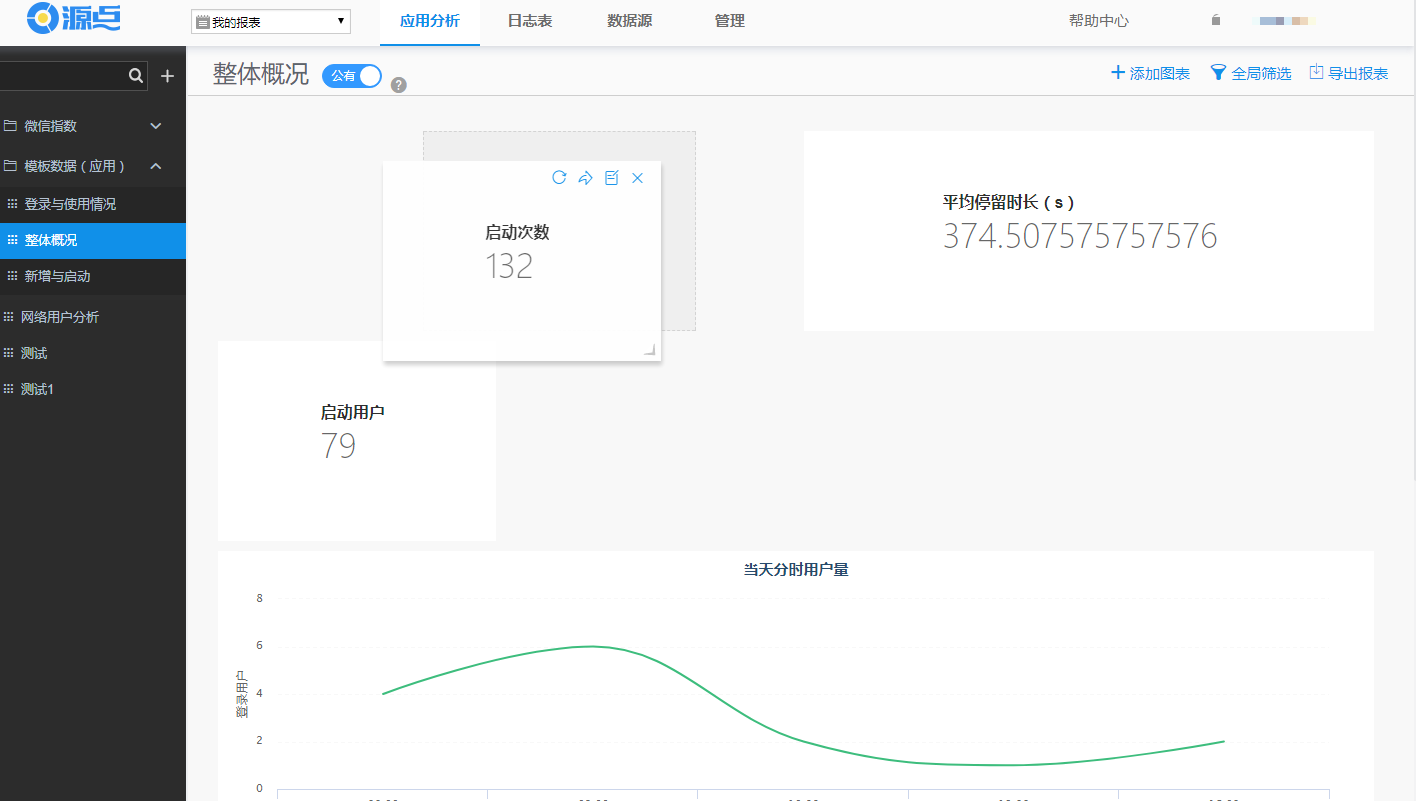 源点
我的报表
应用分析
日志表
数据源
管理
帮助中心
整体概况
公有
?
添加图表
全局筛选
导出报表
微信指数
模板数据（应用）
登录与使用情况
整体概况
新增与启动
网络用户分析
测试
测试1
启动次数
132
平均停留时长（s）
374.507575757576
启动用户
79
当天分时用户量
登录用户
8
6
4
2
0